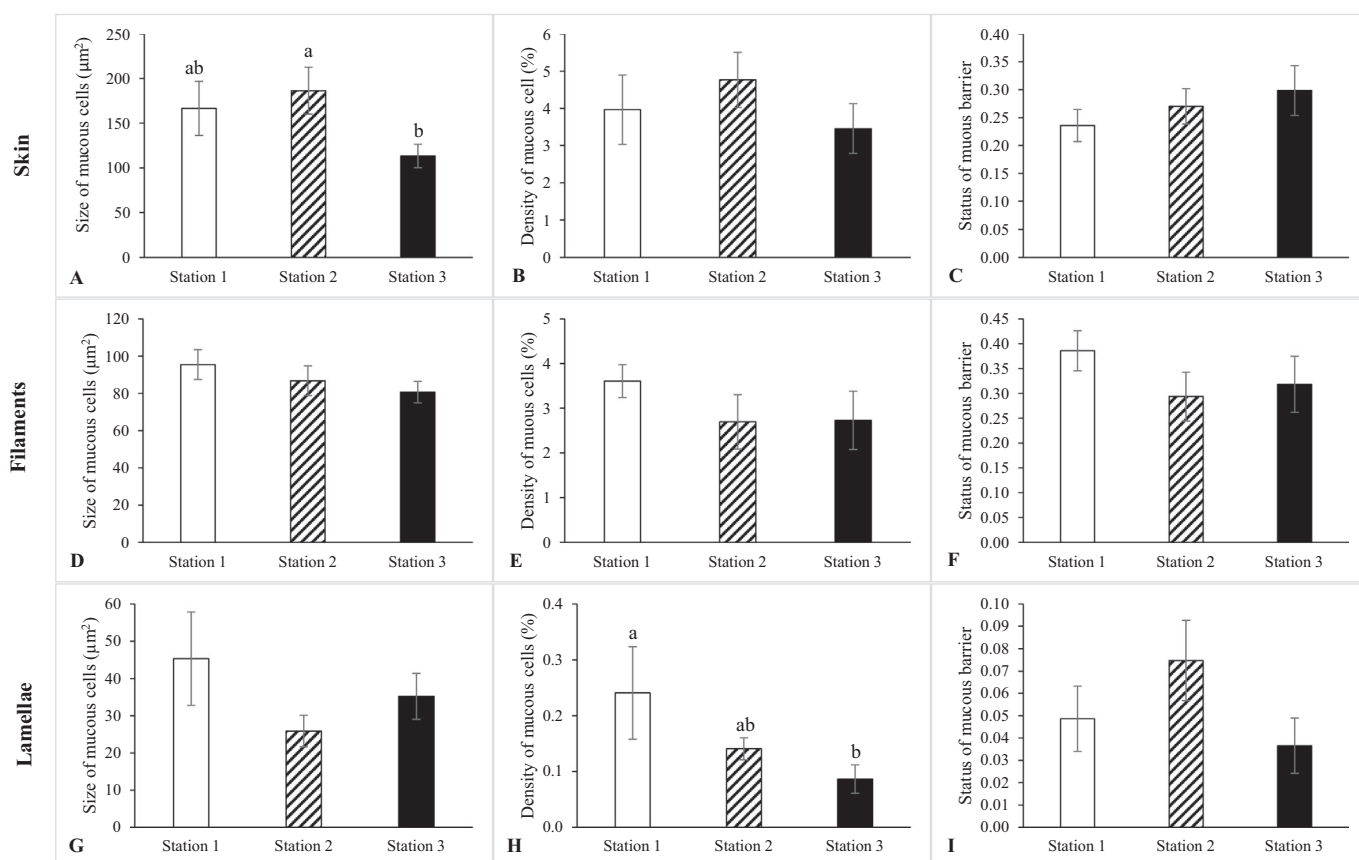 Skin
Size of mucous cells (µm²)
250
200
150
100
50
0
ab
a
b
A
Station 1
Station 2
Station 3
Density of mucous cell (%)
6
5
4
3
2
1
0
B
Station 1
Station 2
Station 3
Status of muous barrier
0.40
0.35
0.30
0.25
0.20
0.15
0.10
0.05
0.00
C
Station 1
Station 2
Station 3
Filaments
Size of mucous cells (µm²)
120
100
80
60
40
20
0
D
Station 1
Station 2
Station 3
Density of muous cells (%)
5
4
3
2
1
0
E
Station 1
Station 2
Station 3
Status of mucous barrier
0.45
0.40
0.35
0.30
0.25
0.20
0.15
0.10
0.05
0.00
F
Station 1
Station 2
Station 3
Lamellae
Size of mucous cells (µm²)
60
50
40
30
20
10
0
G
Station 1
Station 2
Station 3
Density of mucous cells (%)
0.4
0.3
0.2
0.1
0.0
a
ab
b
H
Station 1
Station 2
Station 3
Status of mucous barrier
0.10
0.09
0.08
0.07
0.06
0.05
0.04
0.03
0.02
0.01
0.00
I
Station 1
Station 2
Station 3